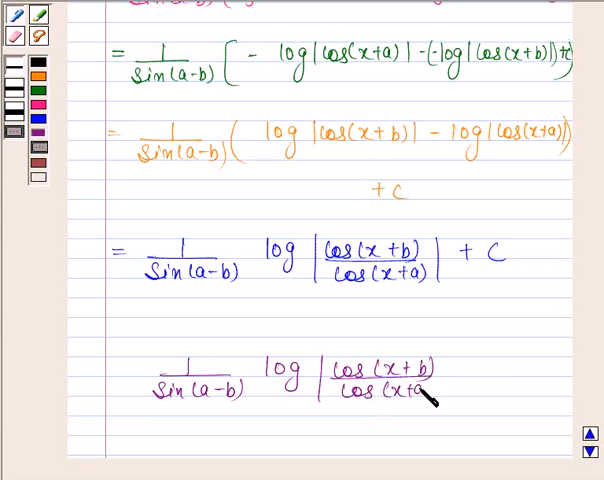 = 1/sin(a-b) [ - log|cos(x+a)| - (-log|cos(x+b)|)+c
= 1/sin(a-b) ( log |cos(x+b)| - log|cos(x+a)|)
+ c
= 1/sin(a-b) log |cos(x+b)/cos(x+a)| + C
1/sin(a-b) log |cos(x+b)/cos(x+a